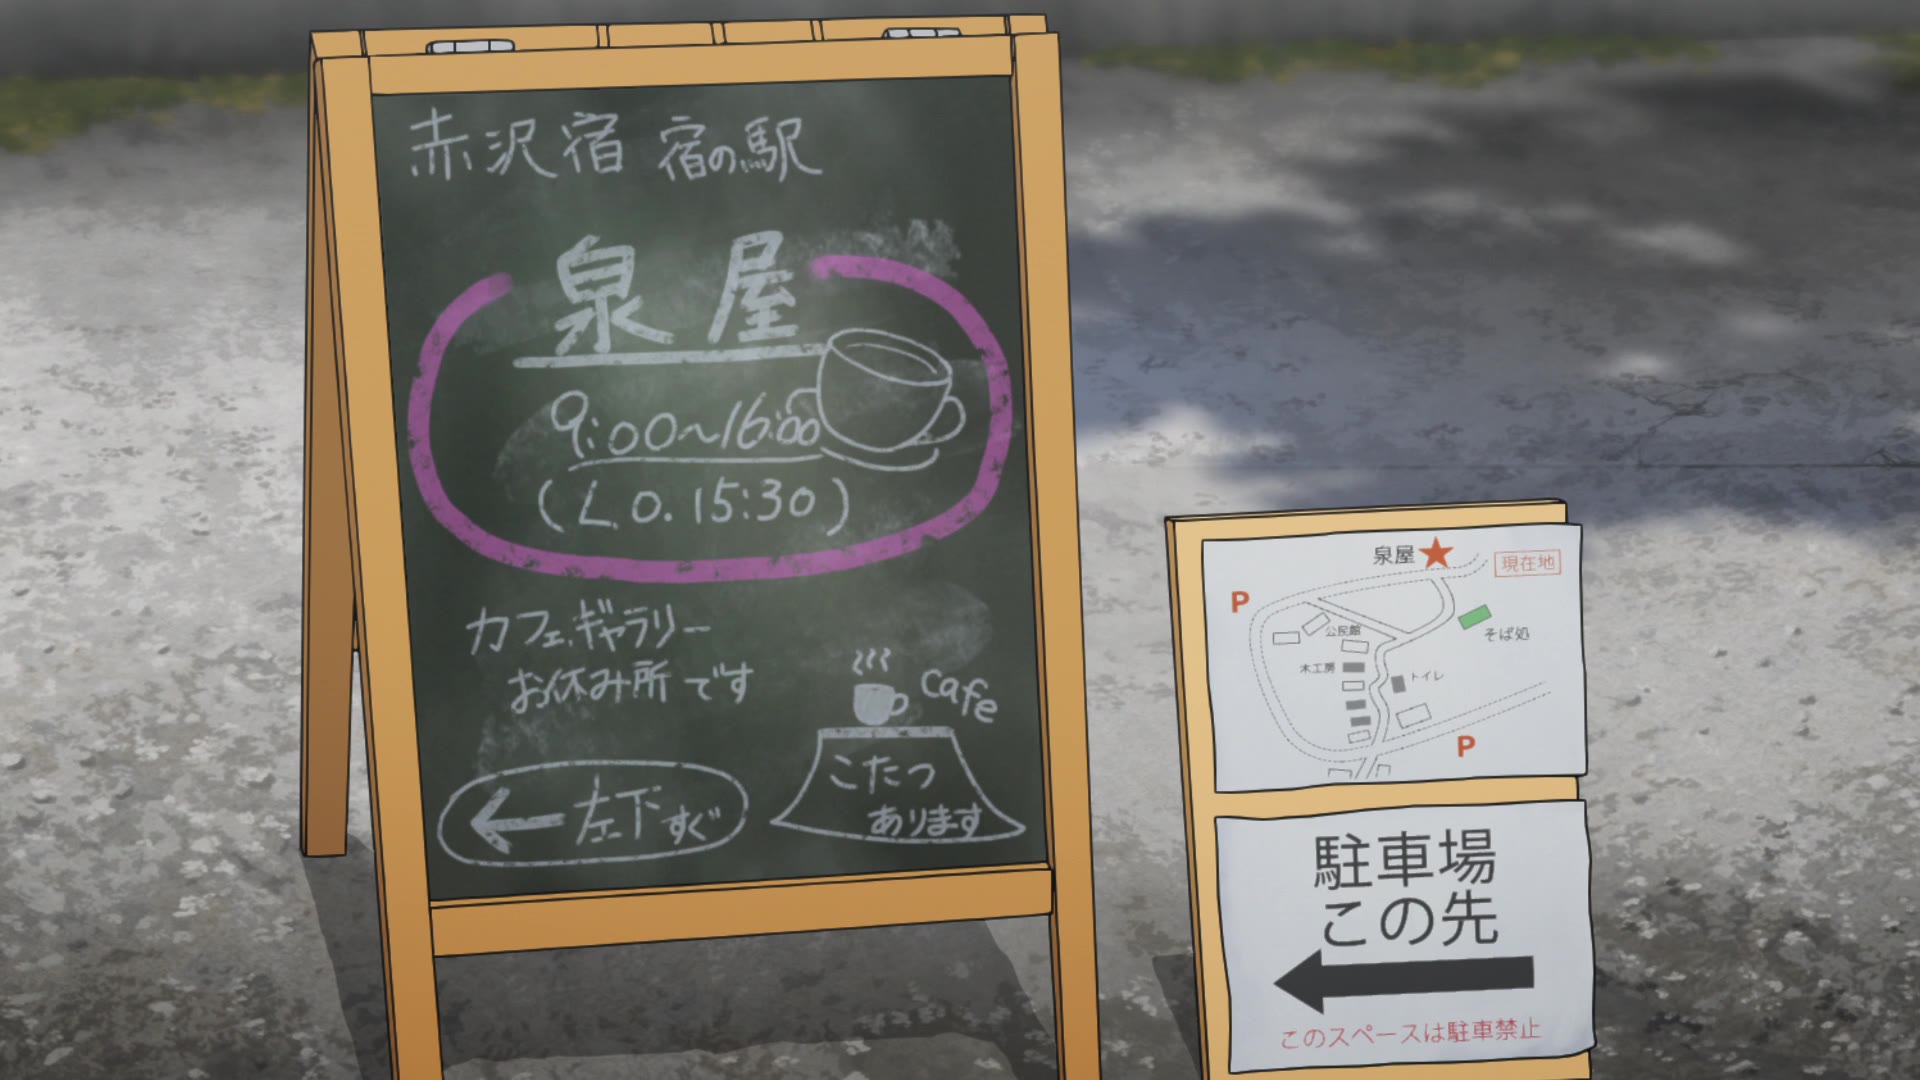 赤沢宿 宿の駅
泉屋
9:00~16:00
(L.O.15:30)
カフェ、ギャラリー
お休み所です
cafe
こたつ
あります
←左下すぐ
泉屋★
現在地
P
公民館
そば処
木工房
トイレ
P
駐車場
この先
このスペースは駐車禁止